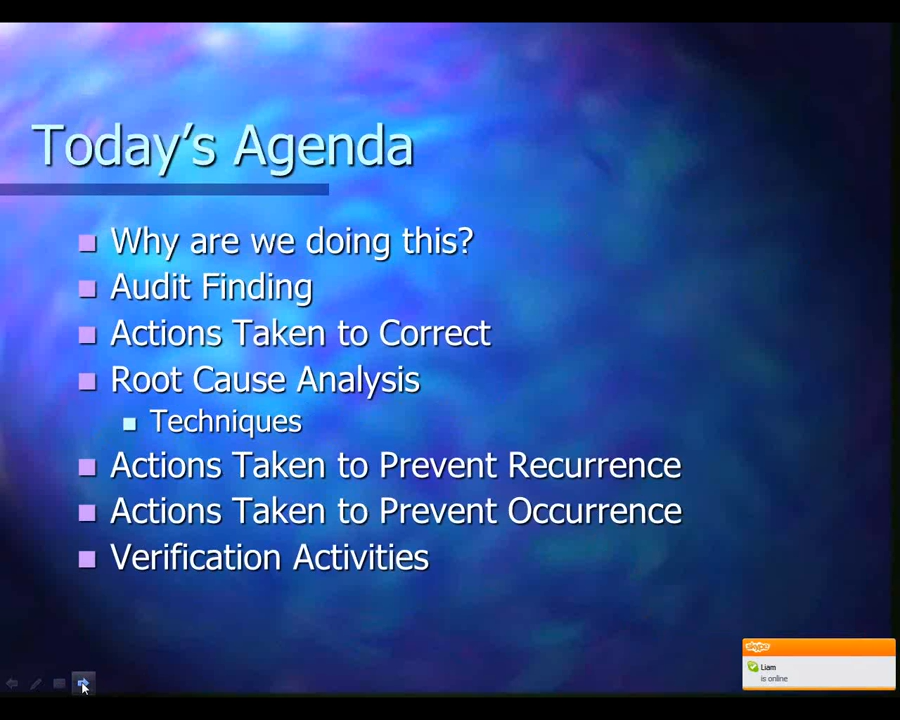 Today's Agenda
Why are we doing this?
Audit Finding
Actions Taken to Correct
Root Cause Analysis
Techniques
Actions Taken to Prevent Recurrence
Actions Taken to Prevent Occurrence
Verification Activities
skype
Liam
is online